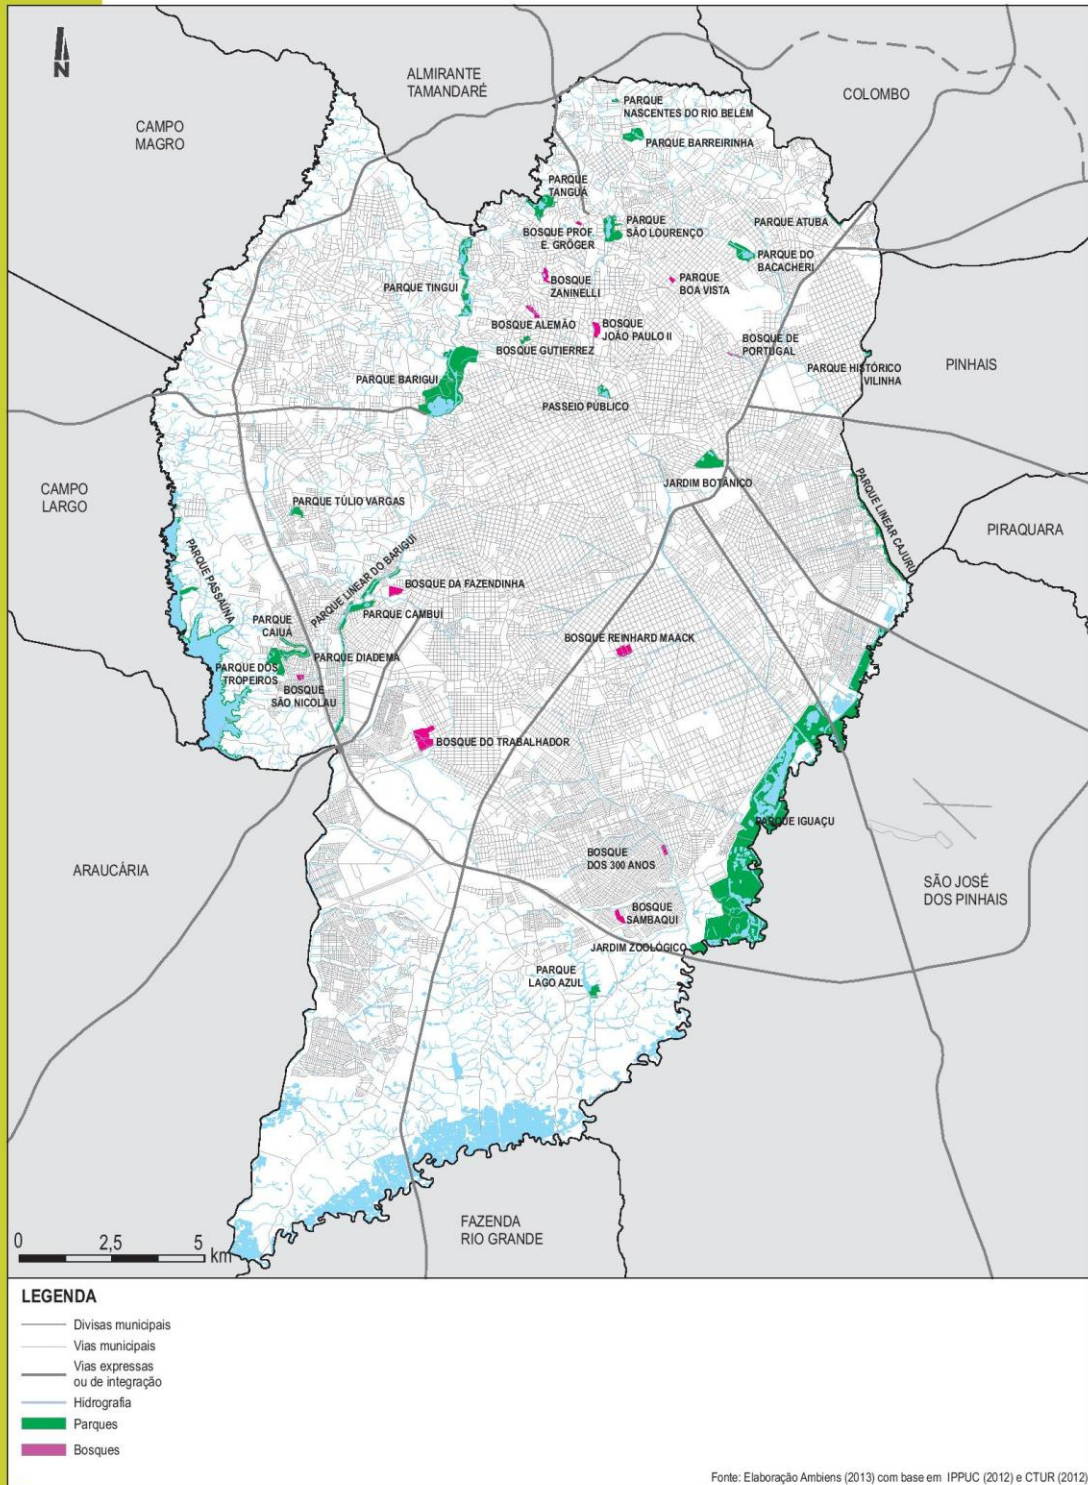 N
ALMIRANTE
TAMANDARÉ
COLOMBO
CAMPO
MAGRO
PARQUE
NASCENTES DO RIO BELÉM
PARQUE BARREIRINHA
PARQUE
TANGUÁ
PARQUE
SÃO LOURENÇO
PARQUE ATUBA
BOSQUE PROF.
E. GRÖGER
PARQUE DO
BACACHERI
PARQUE TINGUI
BOSQUE
ZANINELLI
PARQUE
BOA VISTA
BOSQUE ALEMÃO
BOSQUE
JOÃO PAULO II
BOSQUE GUTIERREZ
BOSQUE DE
PORTUGAL
PARQUE HISTÓRICO
VILINHA
PINHAIS
PARQUE BARIGUI
PASSEIO PÚBLICO
JARDIM BOTÂNICO
CAMPO
LARGO
PARQUE TÚLIO VARGAS
PARQUE LINEAR CAJURU
PIRAQUARA
PARQUE PASSAÚNA
PARQUE LINEAR DO BARIGUI
BOSQUE DA FAZENDINHA
PARQUE CAMBUÍ
PARQUE
CAIUÁ
BOSQUE REINHARD MAACK
PARQUE DIADEMA
PARQUE DOS
TROPEIROS
BOSQUE
SÃO NICOLAU
BOSQUE DO TRABALHADOR
PARQUE IGUAÇU
BOSQUE
DOS 300 ANOS
ARAUCÁRIA
SÃO JOSÉ
DOS PINHAIS
BOSQUE
SAMBAQUI
JARDIM ZOOLÓGICO
PARQUE
LAGO AZUL
FAZENDA
RIO GRANDE
0 2,5 5 km
LEGENDA
Divisas municipais
Vias municipais
Vias expressas
ou de integração
Hidrografia
Parques
Bosques
Fonte: Elaboração Ambiens (2013) com base em IPPUC (2012) e CTUR (2012)